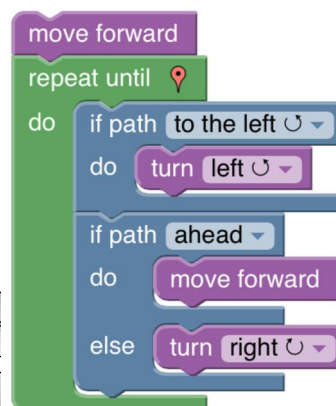 move forward
repeat until
do if path to the left ↺
do turn left ↺
if path ahead
do move forward
else turn right ↻